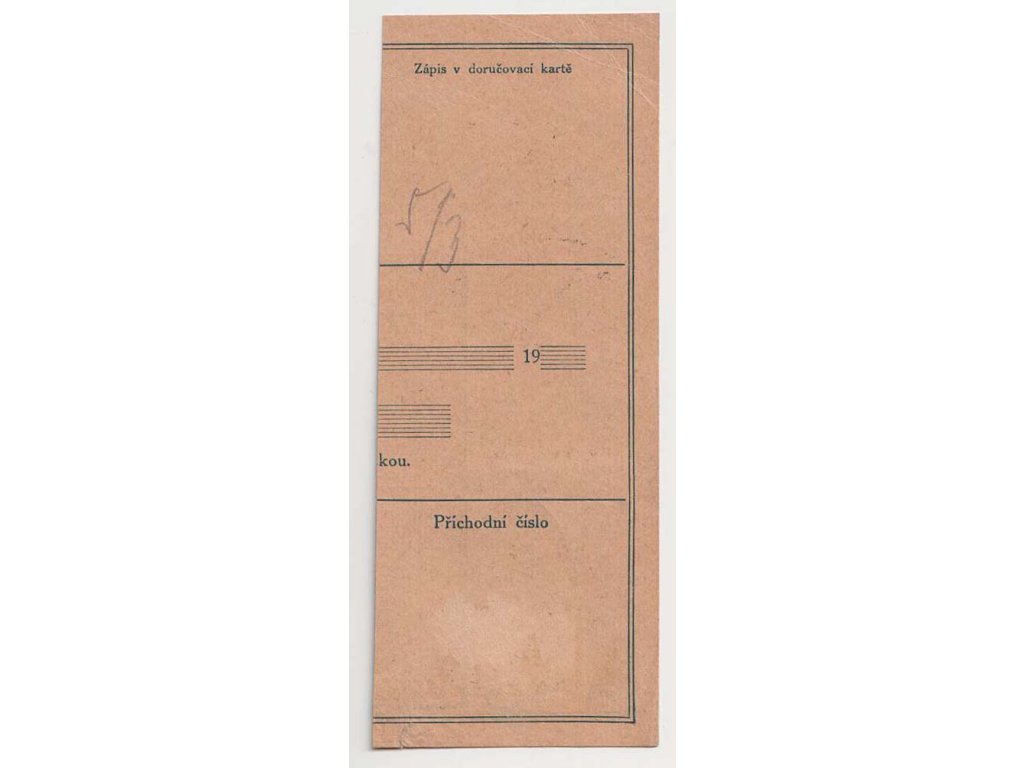 Zápis v doručovací kartě
5/3
19
kou.
Příchodní číslo